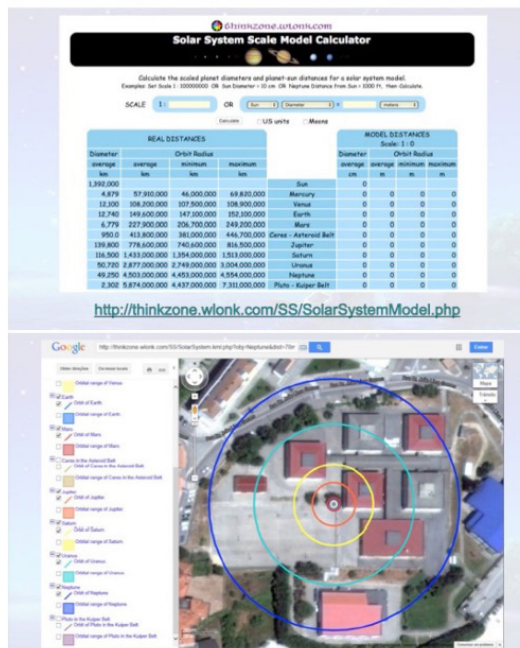 thinkzone.wlonk.com
Solar System Scale Model Calculator
Calculate the scaled planet diameters and planet-sun distances for a solar system model.
Examples: Set Scale 1 : 100000000 OR Sun Diameter = 10 cm OR Neptune Distance from Sun = 1000 ft, then Calculate.
SCALE 1 : OR Sun Diameter = meters
Calculate US units Moons
REAL DISTANCES MODEL DISTANCES
Scale: 1 : 0
Diameter Orbit Radius Diameter Orbit Radius
average average minimum maximum average average minimum maximum
km km km km cm m m m
1,392,000 Sun 0
4,879 57,910,000 46,000,000 69,820,000 Mercury 0 0 0 0
12,100 108,200,000 107,500,000 108,900,000 Venus 0 0 0 0
12,740 149,600,000 147,100,000 152,100,000 Earth 0 0 0 0
6,779 227,900,000 206,700,000 249,200,000 Mars 0 0 0 0
950.0 413,800,000 381,000,000 446,700,000 Ceres - Asteroid Belt 0 0 0 0
139,800 778,600,000 740,600,000 816,500,000 Jupiter 0 0 0 0
116,500 1,433,000,000 1,354,000,000 1,513,000,000 Saturn 0 0 0 0
50,720 2,877,000,000 2,749,000,000 3,004,000,000 Uranus 0 0 0 0
49,250 4,503,000,000 4,453,000,000 4,554,000,000 Neptune 0 0 0 0
2,302 5,874,000,000 4,437,000,000 7,311,000,000 Pluto - Kuiper Belt 0 0 0 0
http://thinkzone.wlonk.com/SS/SolarSystemModel.php
Google
Orbital range of Venus
Earth
Orbit of Earth
Orbital range of Earth
Mars
Orbit of Mars
Orbital range of Mars
Ceres in the Asteroid Belt
Orbit of Ceres in the Asteroid Belt
Orbital range of Ceres in the Asteroid Belt
Jupiter
Orbit of Jupiter
Orbital range of Jupiter
Saturn
Orbit of Saturn
Orbital range of Saturn
Uranus
Orbit of Uranus
Orbital range of Uranus
Neptune
Orbit of Neptune
Orbital range of Neptune
Pluto in the Kuiper Belt
Orbit of Pluto in the Kuiper Belt
Orbital range of Pluto in the Kuiper Belt
Mapa
Trânsito